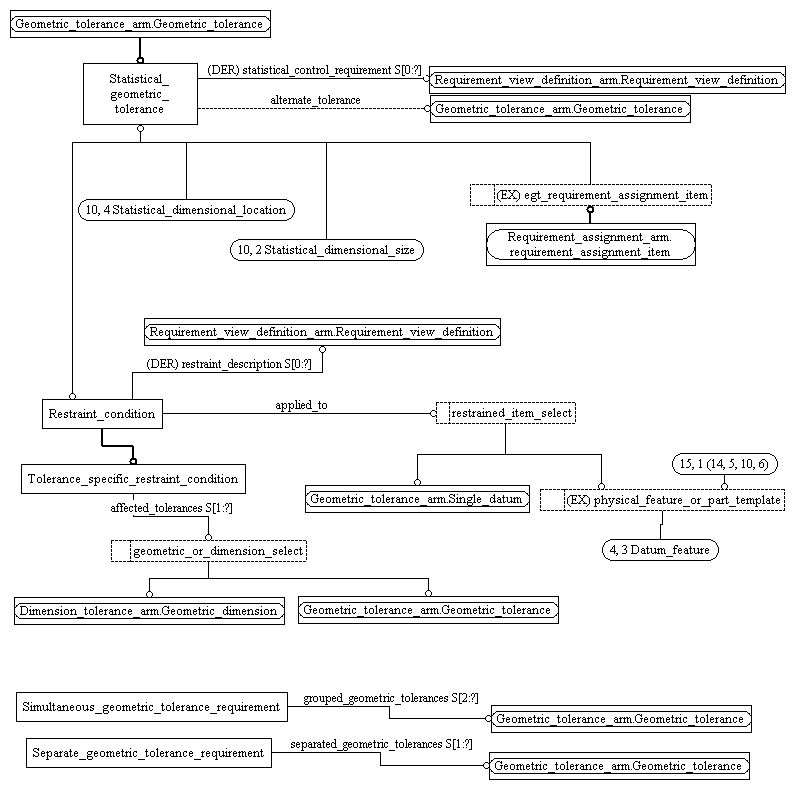 Geometric_tolerance_arm.Geometric_tolerance
Statistical_
geometric_
tolerance
(DER) statistical_control_requirement S[0:?]
Requirement_view_definition_arm.Requirement_view_definition
alternate_tolerance
Geometric_tolerance_arm.Geometric_tolerance
10, 4 Statistical_dimensional_location
(EX) egt_requirement_assignment_item
10, 2 Statistical_dimensional_size
Requirement_assignment_arm.
requirement_assignment_item
Requirement_view_definition_arm.Requirement_view_definition
(DER) restraint_description S[0:?]
Restraint_condition
applied_to
restrained_item_select
Tolerance_specific_restraint_condition
15, 1 (14, 5, 10, 6)
Geometric_tolerance_arm.Single_datum
(EX) physical_feature_or_part_template
affected_tolerances S[1:?]
geometric_or_dimension_select
4, 3 Datum_feature
Dimension_tolerance_arm.Geometric_dimension
Geometric_tolerance_arm.Geometric_tolerance
Simultaneous_geometric_tolerance_requirement
grouped_geometric_tolerances S[2:?]
Geometric_tolerance_arm.Geometric_tolerance
Separate_geometric_tolerance_requirement
separated_geometric_tolerances S[1:?]
Geometric_tolerance_arm.Geometric_tolerance